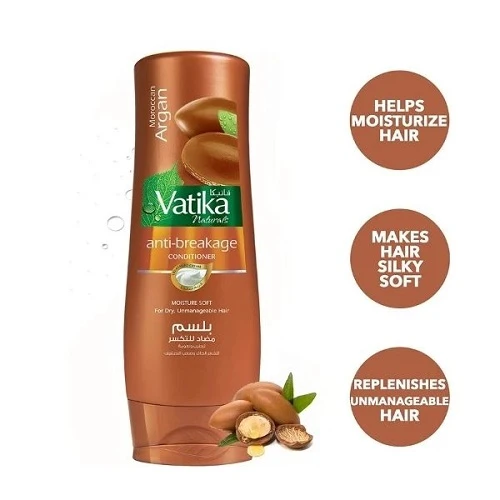 Moroccan
Argan
فاتيكا
Vatika
Naturals
anti-breakage
CONDITIONER
MOISTURE SOFT
For Dry, Unmanageable Hair
بلسم
مضاد للتكسر
HELPS
MOISTURIZE
HAIR
MAKES
HAIR
SILKY
SOFT
REPLENISHES
UNMANAGEABLE
HAIR